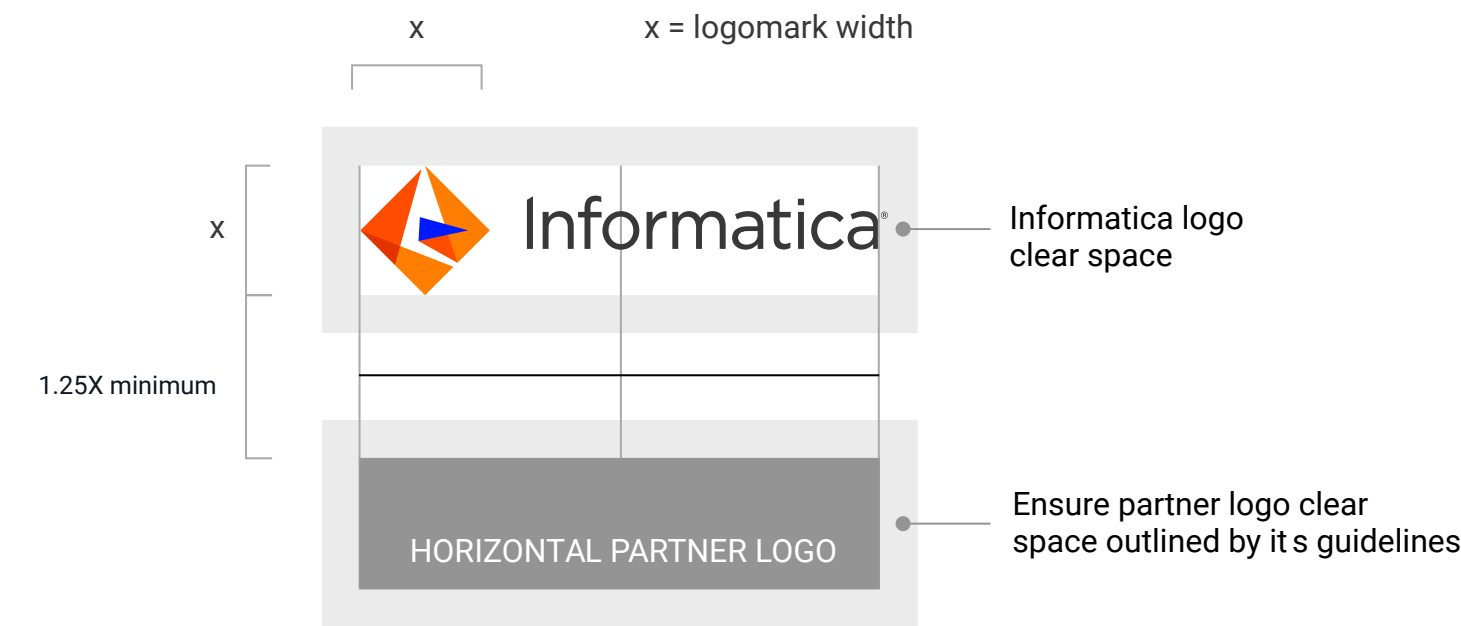 x
x = logomark width
x
Informatica®
Informatica logo
clear space
1.25X minimum
HORIZONTAL PARTNER LOGO
Ensure partner logo clear
space outlined by its guidelines